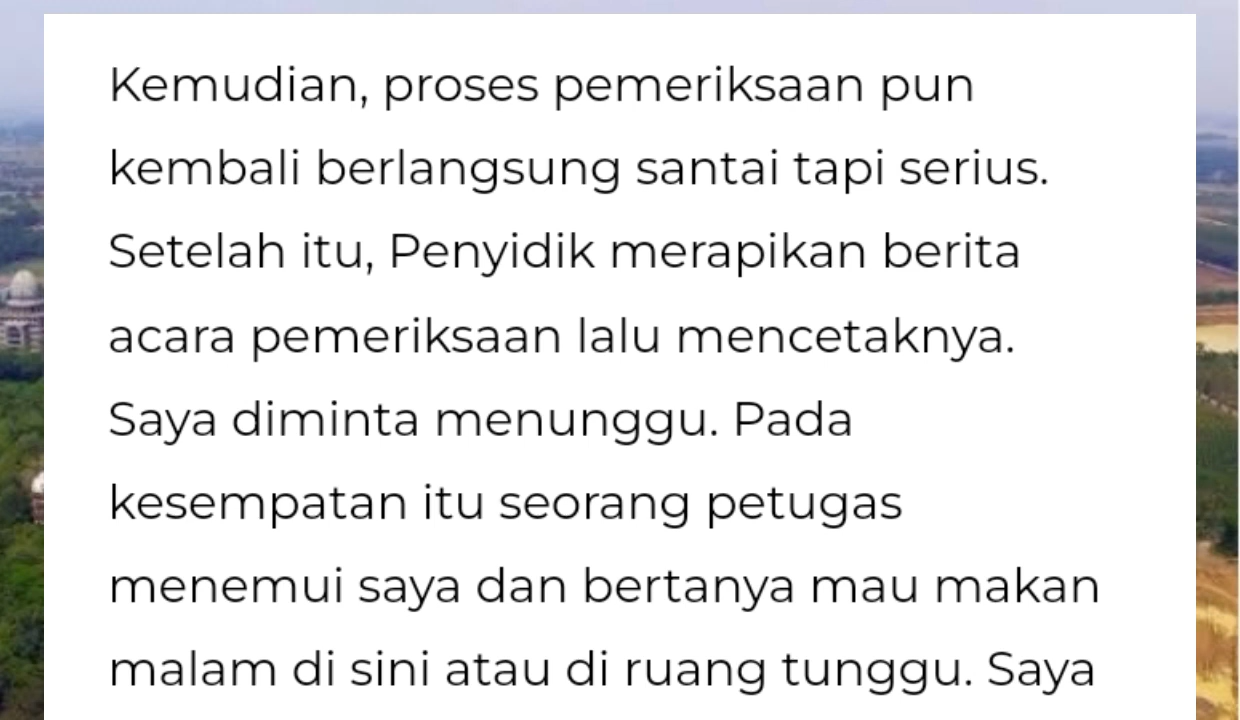 Kemudian, proses pemeriksaan pun
kembali berlangsung santai tapi serius.
Setelah itu, Penyidik merapikan berita
acara pemeriksaan lalu mencetaknya.
Saya diminta menunggu. Pada
kesempatan itu seorang petugas
menemui saya dan bertanya mau makan
malam di sini atau di ruang tunggu. Saya